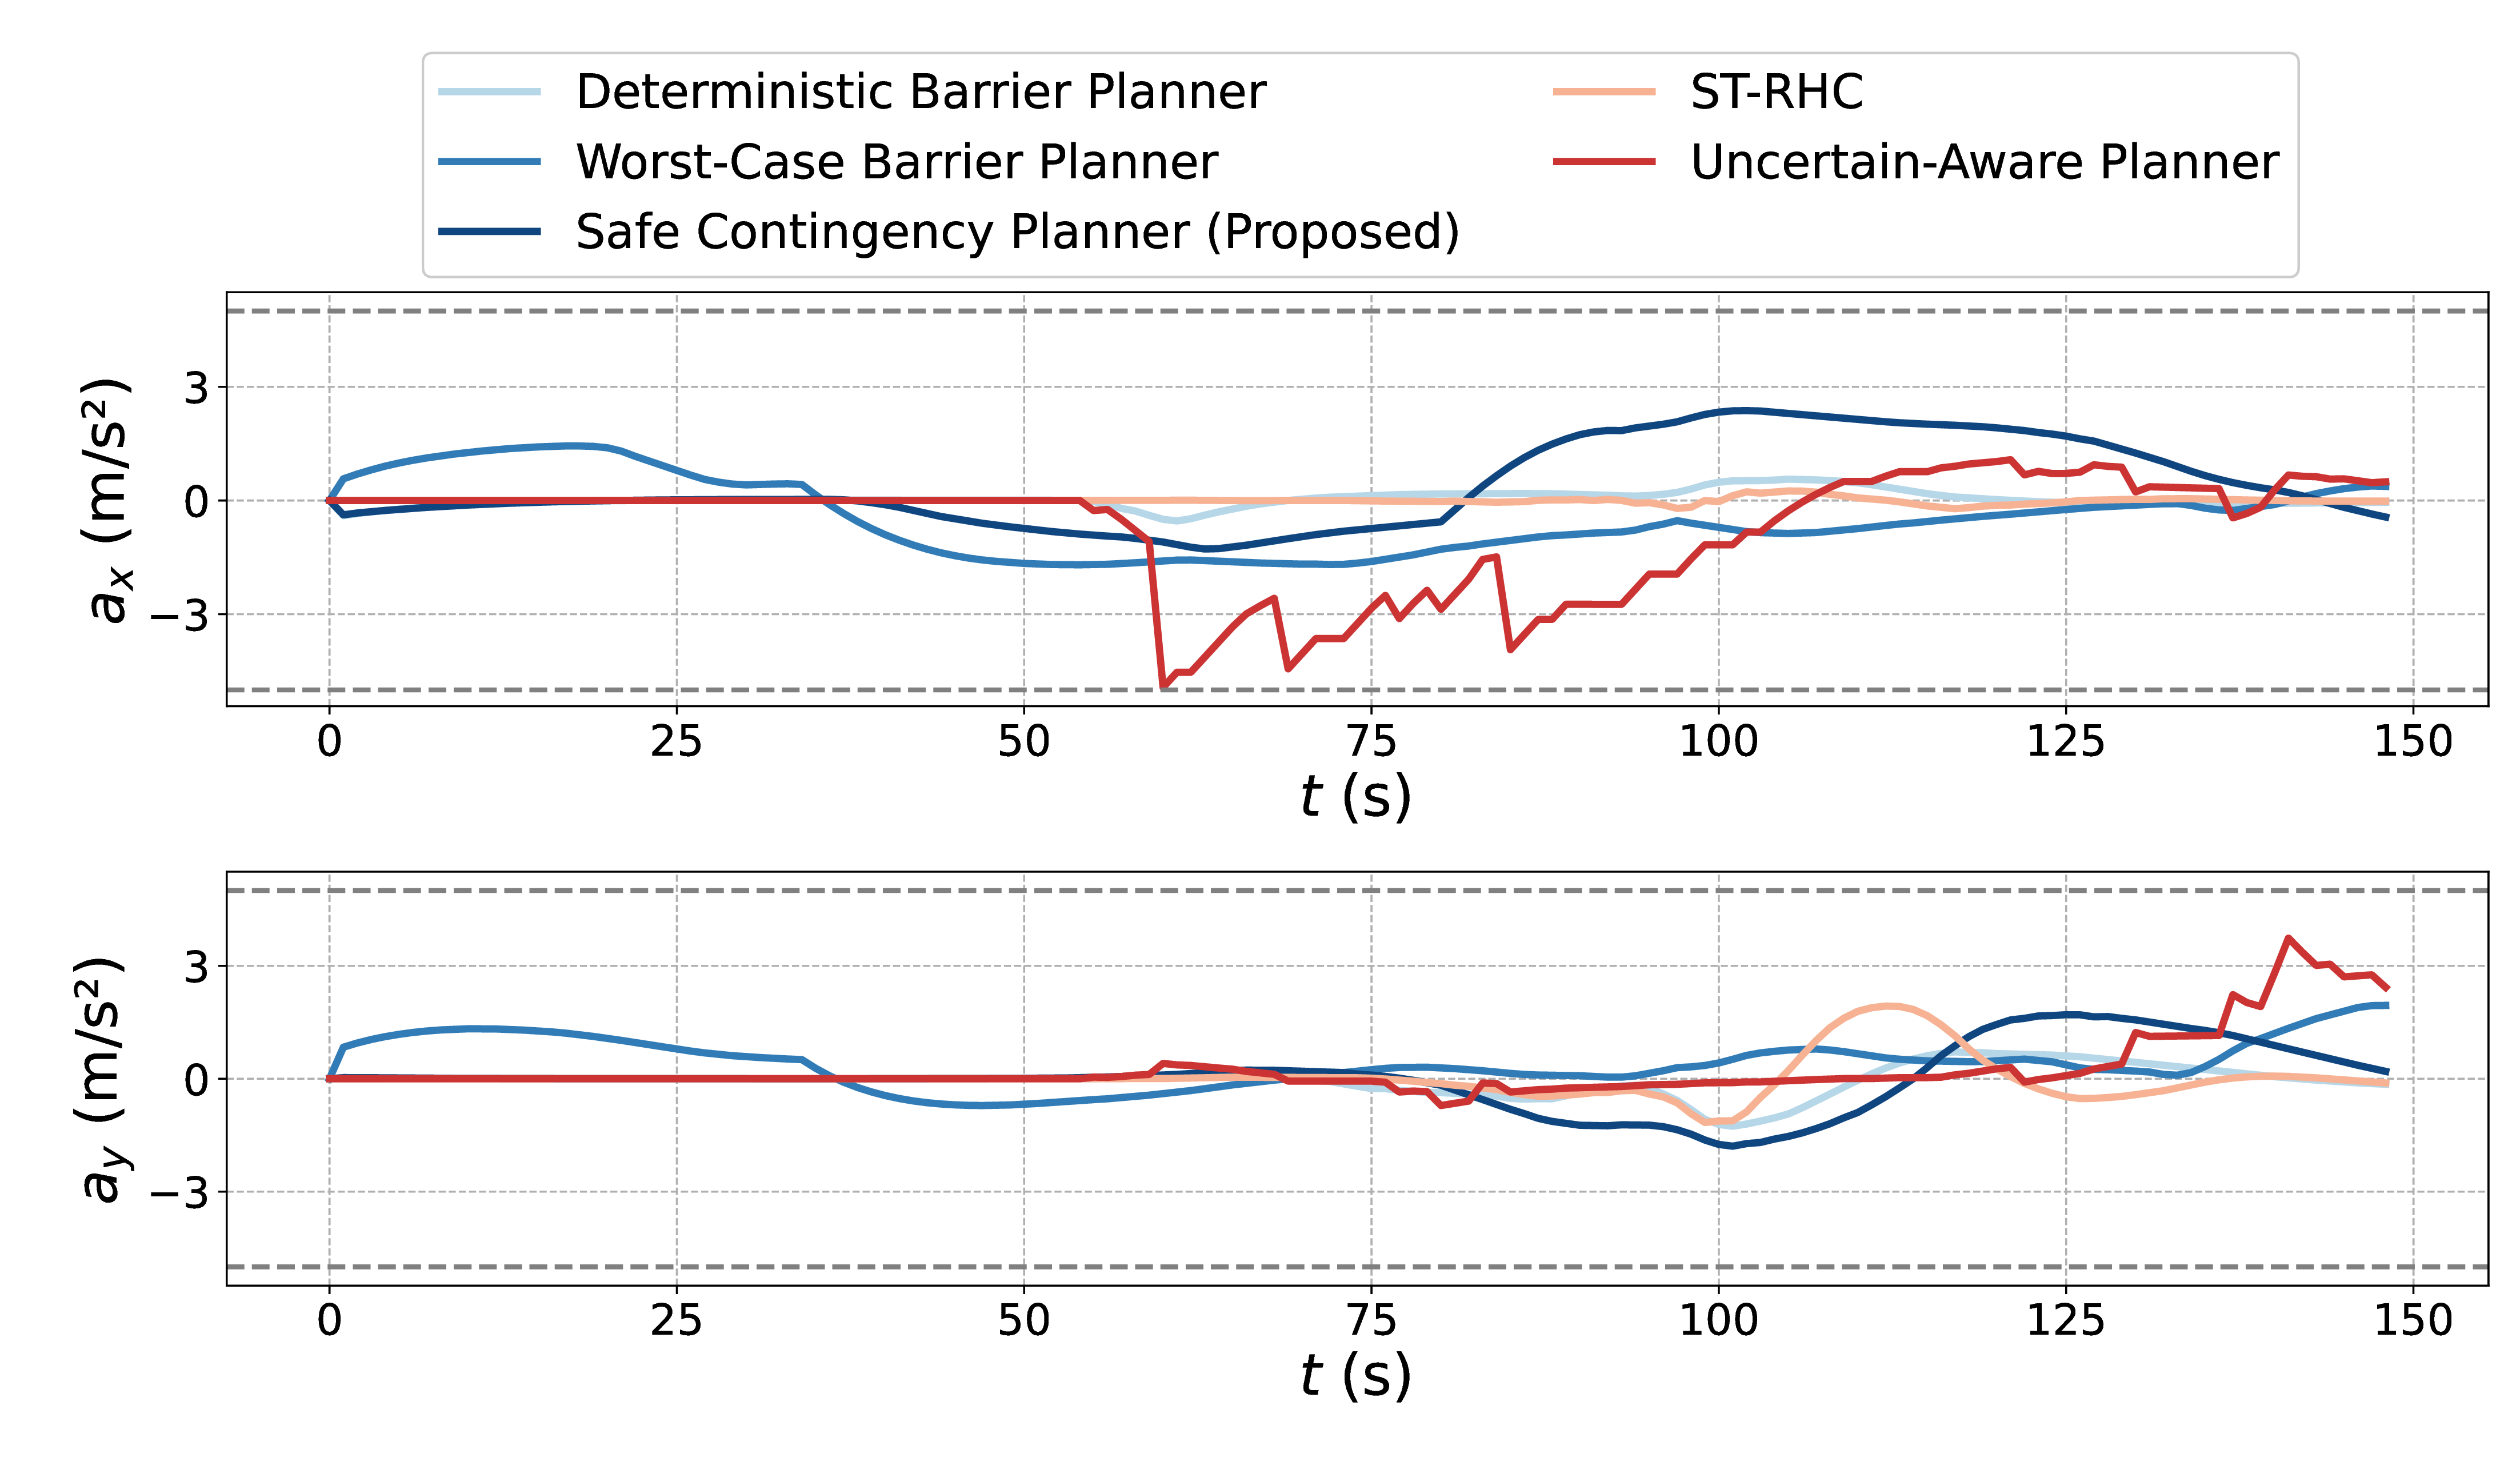 Deterministic Barrier Planner
Worst-Case Barrier Planner
Safe Contingency Planner (Proposed)
ST-RHC
Uncertain-Aware Planner
a_x (m/s²)
3
0
−3
0 25 50 75 100 125 150
t (s)
a_y (m/s²)
3
0
−3
0 25 50 75 100 125 150
t (s)